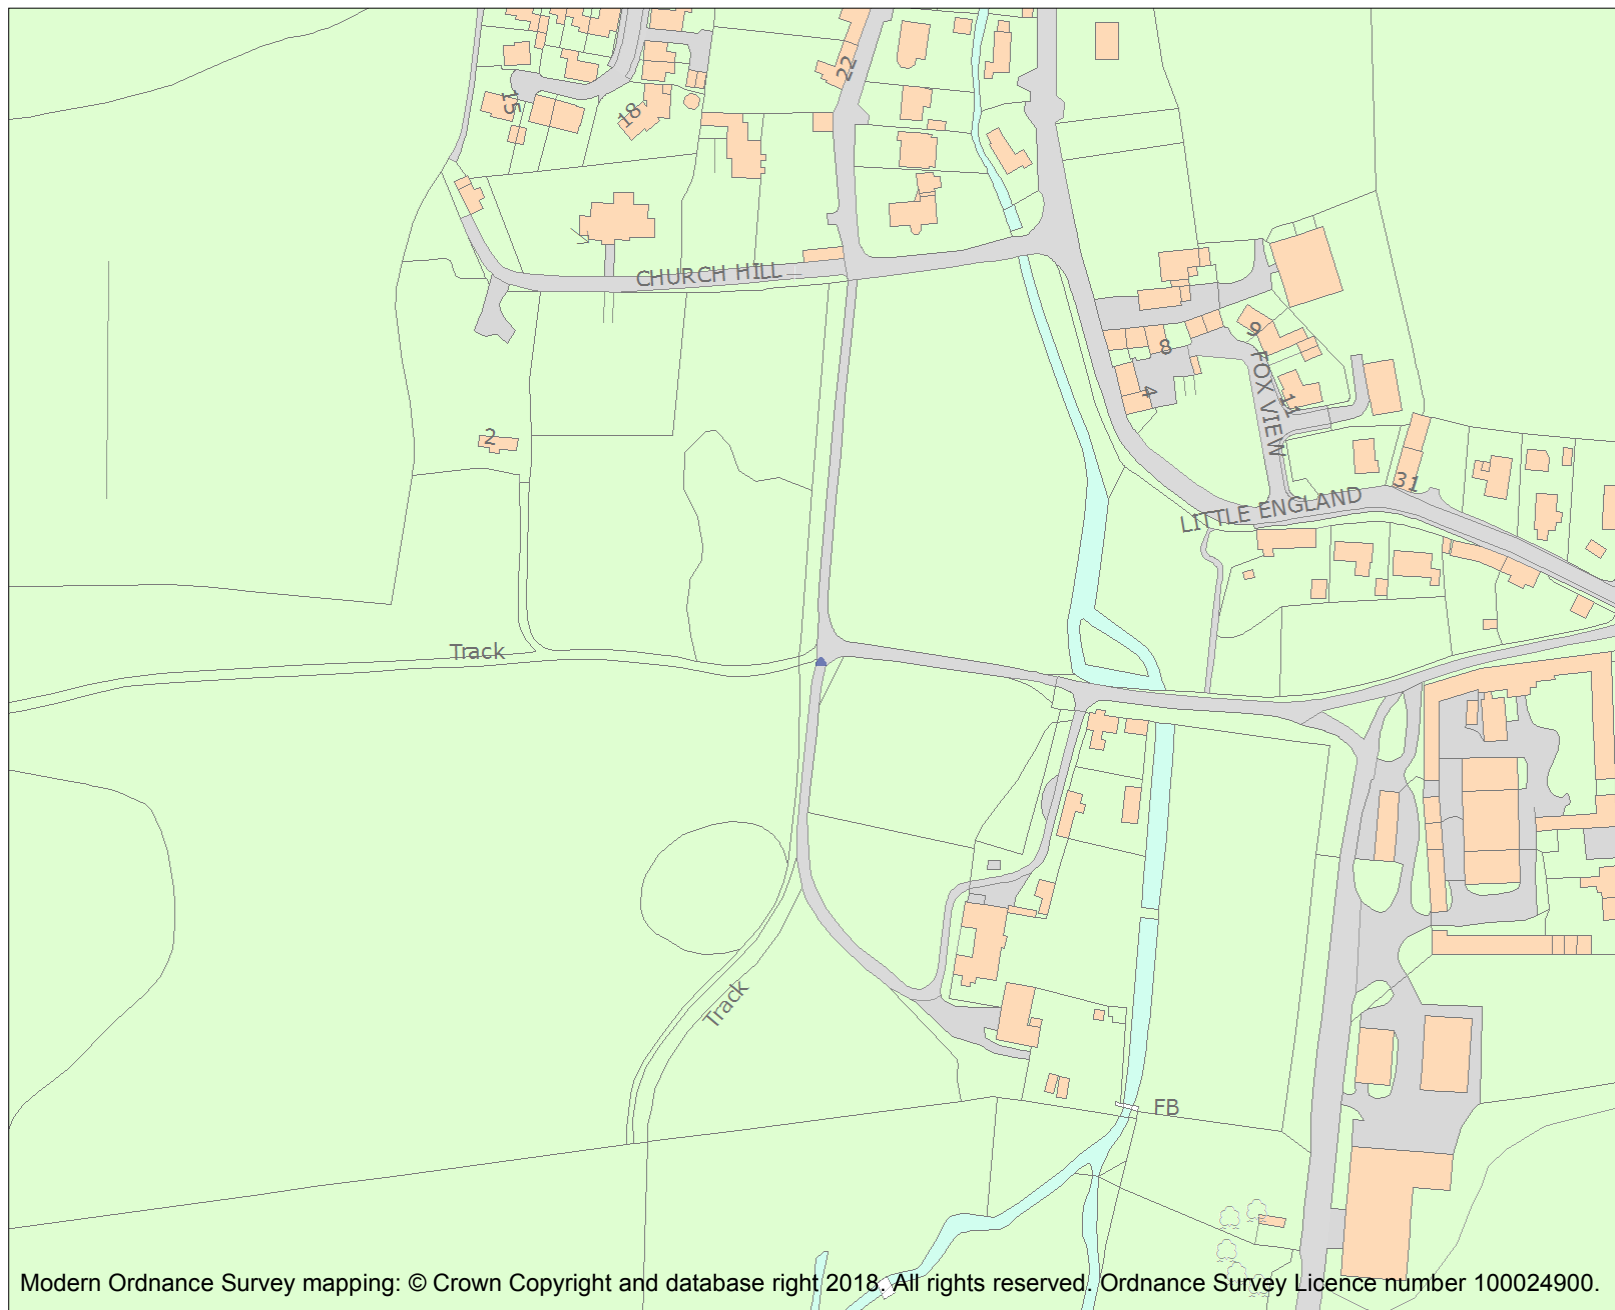 22
15
18
CHURCH HILL
9
8
FOX VIEW
4
11
2
31
LITTLE ENGLAND
Track
Track
FB
Modern Ordnance Survey mapping: © Crown Copyright and database right 2018. All rights reserved. Ordnance Survey Licence number 100024900.